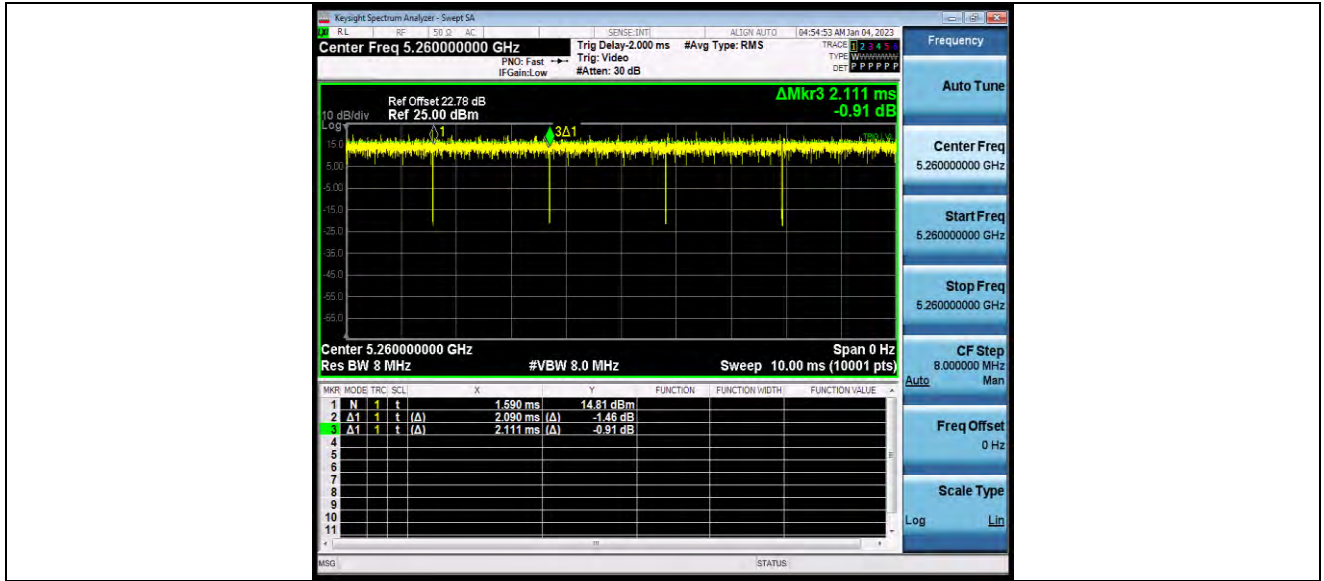 Keysight Spectrum Analyzer - Swept SA
RL RF 50 Ω AC SENSE:INT ALIGN AUTO 04:54:53 AM Jan 04, 2023
Center Freq 5.260000000 GHz
PNO: Fast
IFGain:Low
Trig Delay-2.000 ms
Trig: Video
#Atten: 30 dB
#Avg Type: RMS
TRACE 1 2 3 4 5 6
TYPE WWWWWW
DET P P P P P P
Frequency
ΔMkr3 2.111 ms
-0.91 dB
Ref Offset 22.78 dB
10 dB/div Ref 25.00 dBm
Log
1
3Δ1
TRIG LVL
15.0
5.00
-5.00
-15.0
-25.0
-35.0
-45.0
-55.0
-65.0
Center 5.260000000 GHz Span 0 Hz
Res BW 8 MHz #VBW 8.0 MHz Sweep 10.00 ms (10001 pts)
MKR MODE TRC SCL X Y FUNCTION FUNCTION WIDTH FUNCTION VALUE
1 N 1 t 1.590 ms 14.81 dBm
2 Δ1 1 t (Δ) 2.090 ms (Δ) -1.46 dB
3 Δ1 1 t (Δ) 2.111 ms (Δ) -0.91 dB
4
5
6
7
8
9
10
11
MSG STATUS
Auto Tune
Center Freq
5.260000000 GHz
Start Freq
5.260000000 GHz
Stop Freq
5.260000000 GHz
CF Step
8.000000 MHz
Auto Man
Freq Offset
0 Hz
Scale Type
Log Lin